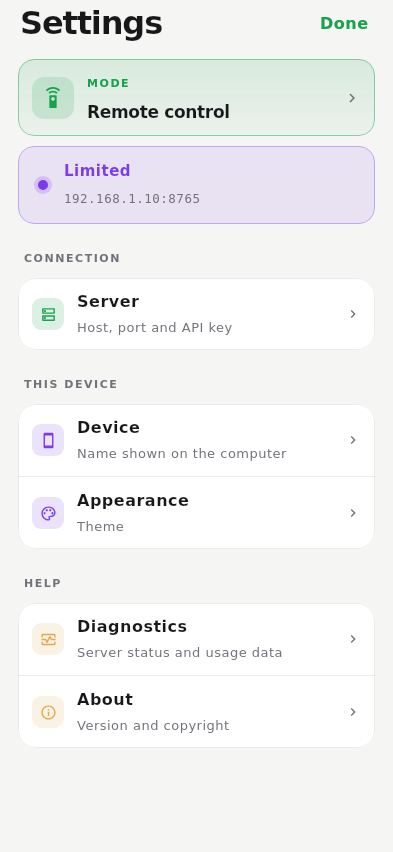 Settings
Done
MODE
Remote control
Limited
192.168.1.10:8765
CONNECTION
Server
Host, port and API key
THIS DEVICE
Device
Name shown on the computer
Appearance
Theme
HELP
Diagnostics
Server status and usage data
About
Version and copyright